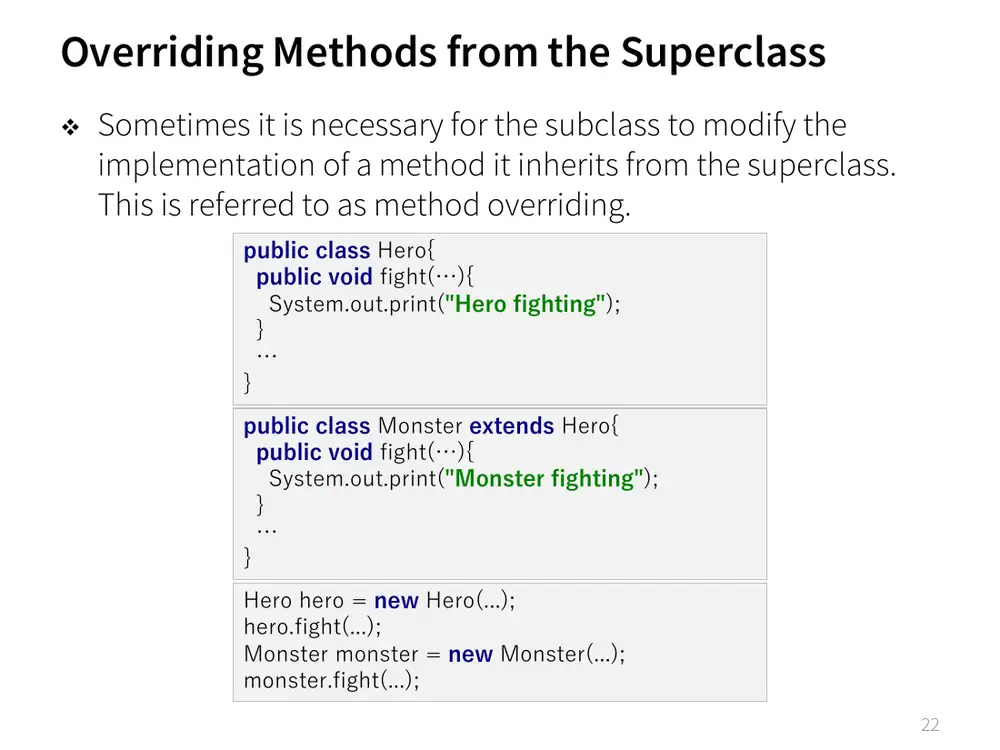 Overriding Methods from the Superclass
❖ Sometimes it is necessary for the subclass to modify the
implementation of a method it inherits from the superclass.
This is referred to as method overriding.
public class Hero{
public void fight(⋯){
System.out.print("Hero fighting");
}
⋯
}
public class Monster extends Hero{
public void fight(⋯){
System.out.print("Monster fighting");
}
⋯
}
Hero hero = new Hero(...);
hero.fight(...);
Monster monster = new Monster(...);
monster.fight(...);
22